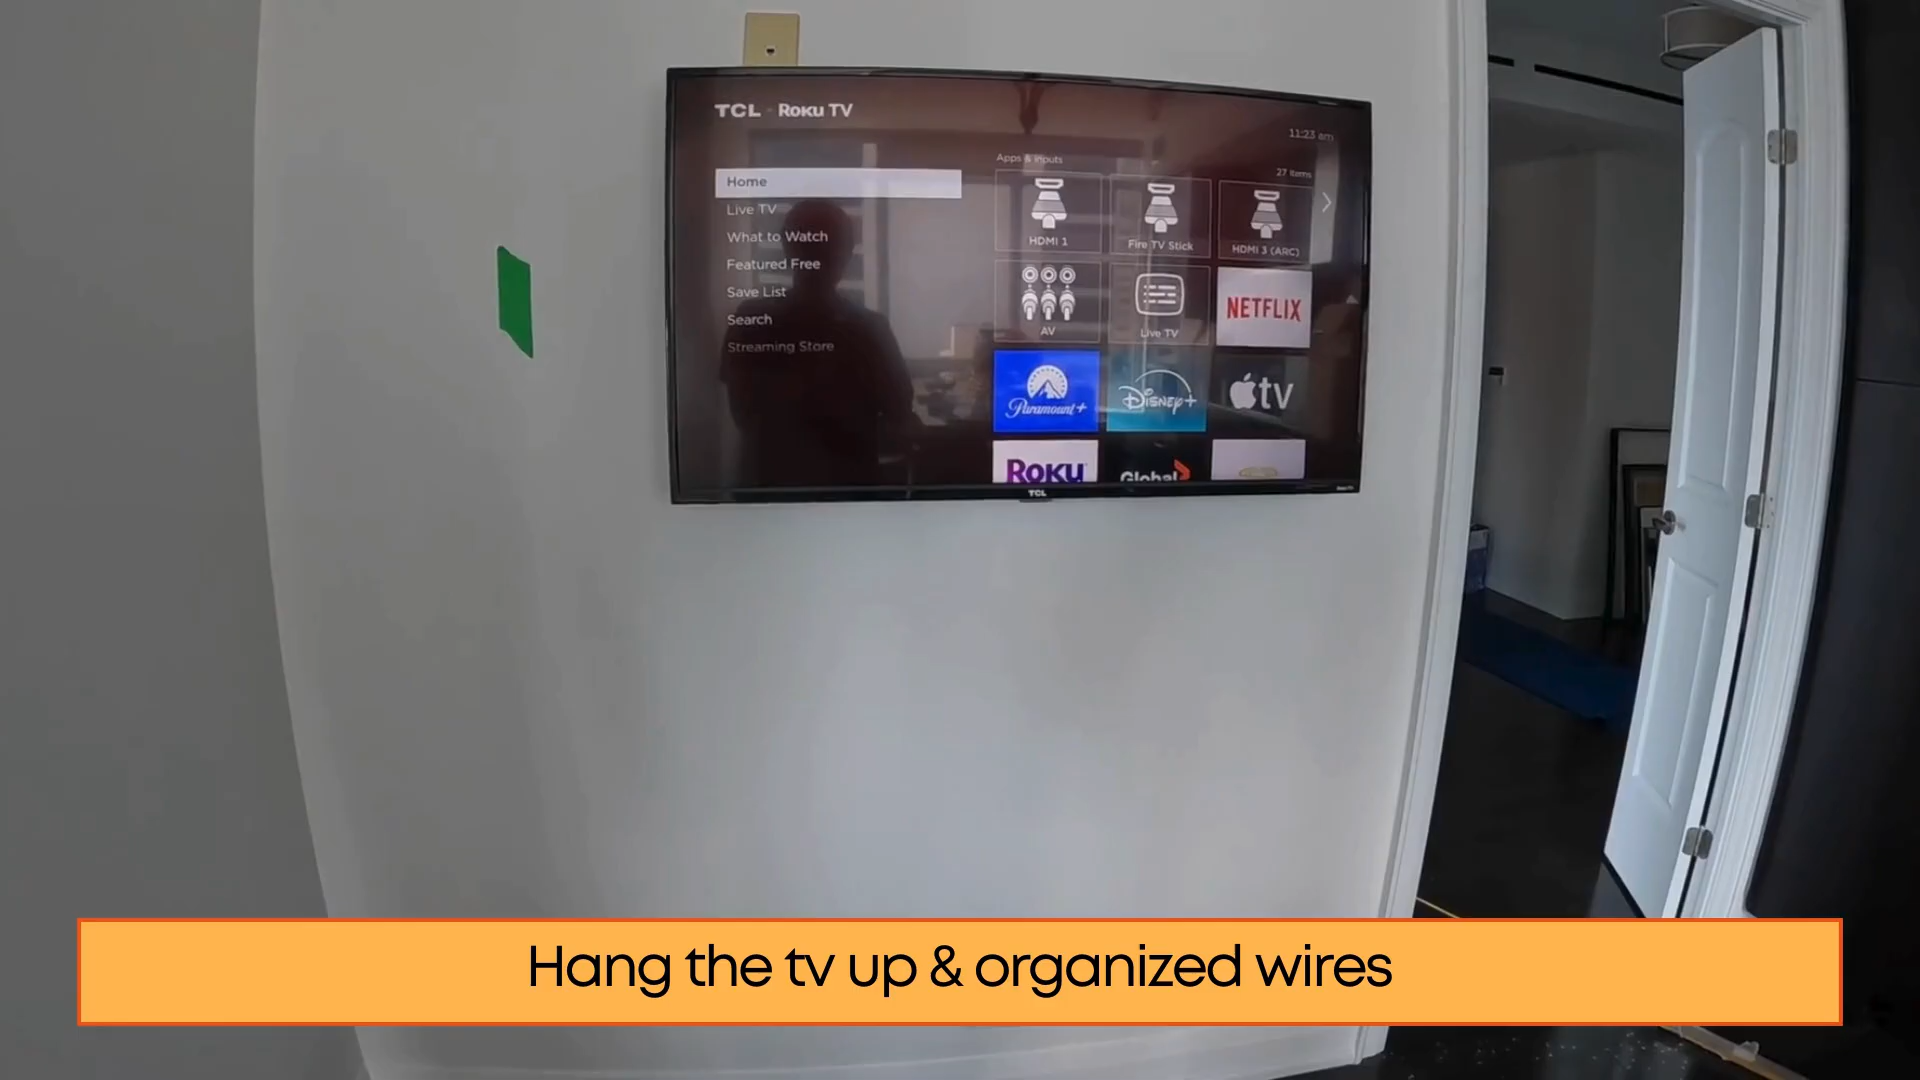 TCL · Roku TV
11:23 am
Apps & Inputs
27 items
Home
Live TV
What to Watch
Featured Free
Save List
Search
Streaming Store
HDMI 1
Fire TV Stick
HDMI 3 (ARC)
AV
Live TV
NETFLIX
Paramount+
Disney+
tv
Roku
Global
TCL
Hang the tv up & organized wires